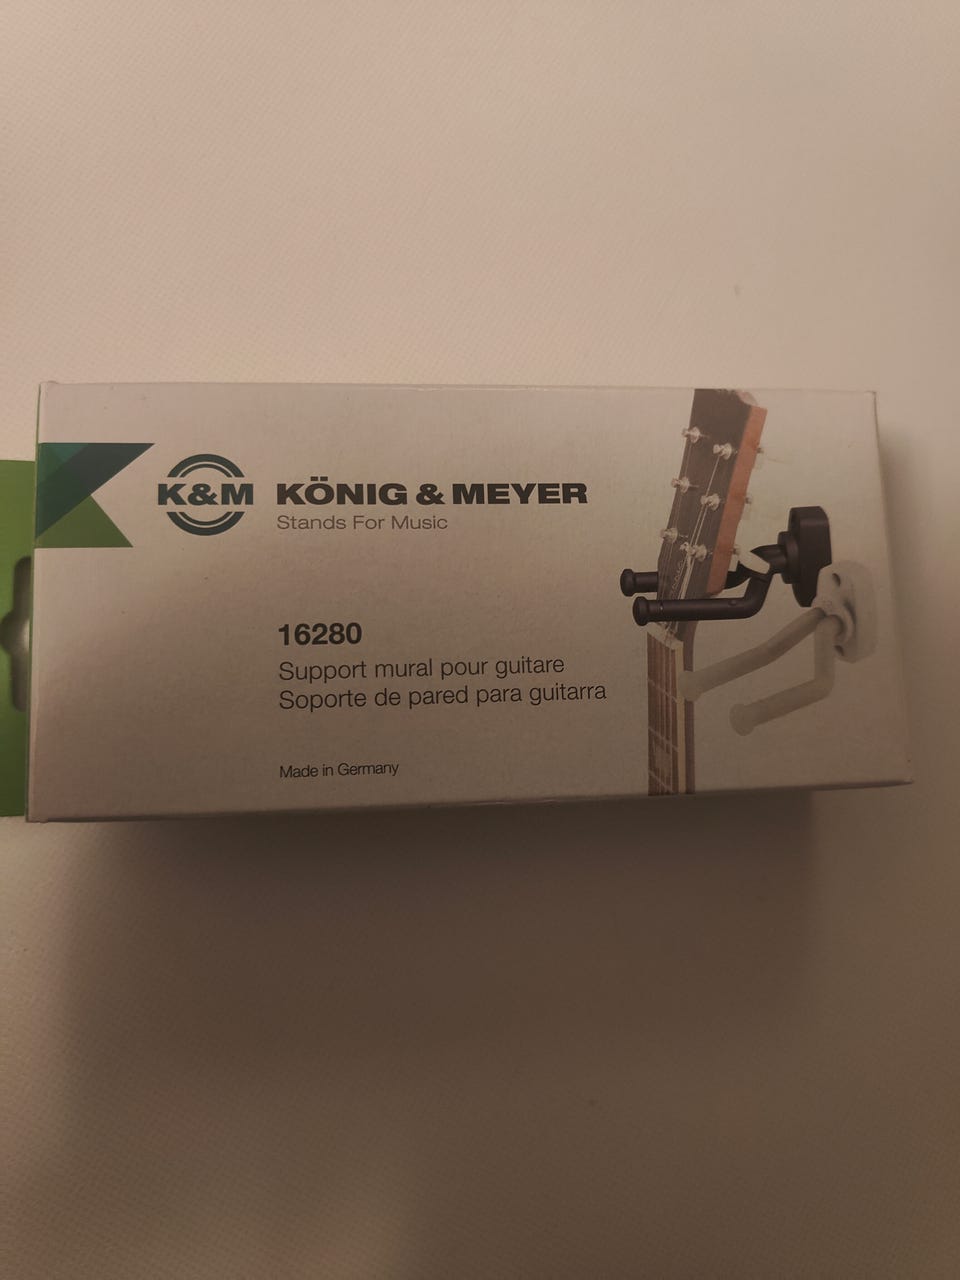 K&M KÖNIG & MEYER
Stands For Music
16280
Support mural pour guitare
Soporte de pared para guitarra
Made in Germany